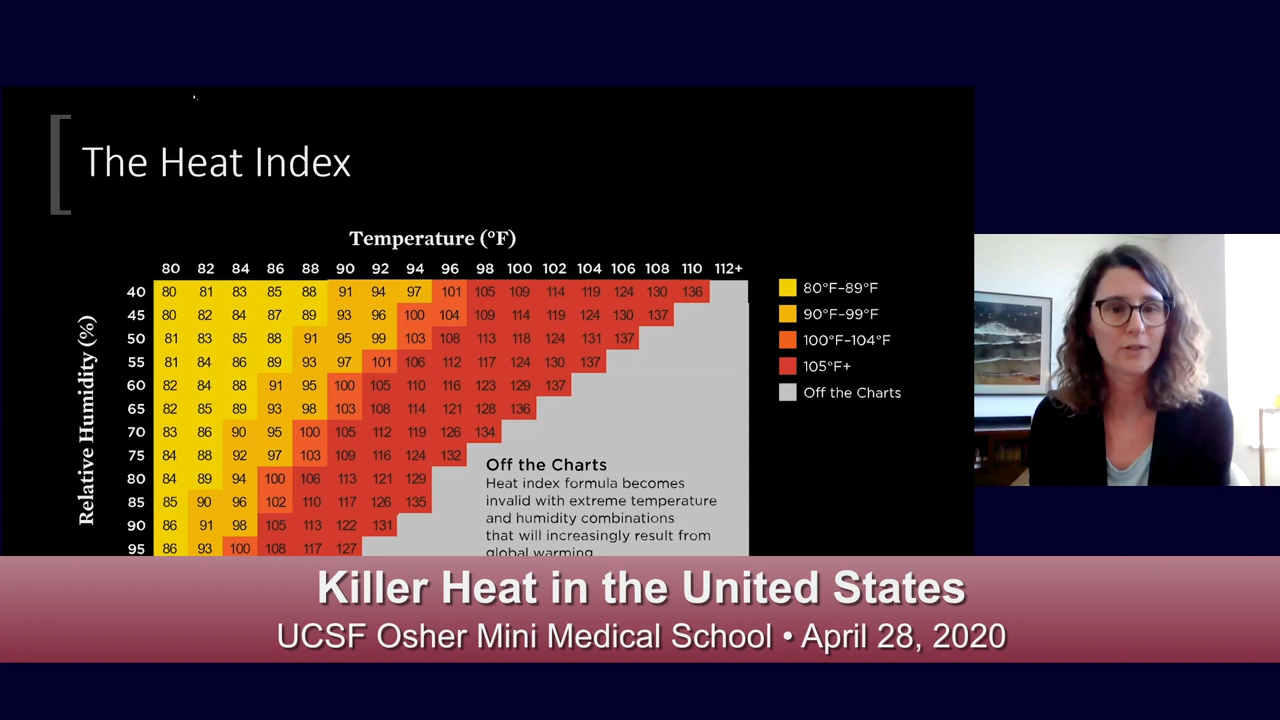 The Heat Index
Temperature (°F)
80 82 84 86 88 90 92 94 96 98 100 102 104 106 108 110 112+
Relative Humidity (%)
40 80 81 83 85 88 91 94 97 101 105 109 114 119 124 130 136
45 80 82 84 87 89 93 96 100 104 109 114 119 124 130 137
50 81 83 85 88 91 95 99 103 108 113 118 124 131 137
55 81 84 86 89 93 97 101 106 112 117 124 130 137
60 82 84 88 91 95 100 105 110 116 123 129 137
65 82 85 89 93 98 103 108 114 121 128 136
70 83 86 90 95 100 105 112 119 126 134
75 84 88 92 97 103 109 116 124 132
80 84 89 94 100 106 113 121 129
85 85 90 96 102 110 117 126 135
90 86 91 98 105 113 122 131
95 86 93 100 108 117 127
80°F–89°F
90°F–99°F
100°F–104°F
105°F+
Off the Charts
Off the Charts
Heat index formula becomes
invalid with extreme temperature
and humidity combinations
that will increasingly result from
global warming
Killer Heat in the United States
UCSF Osher Mini Medical School • April 28, 2020